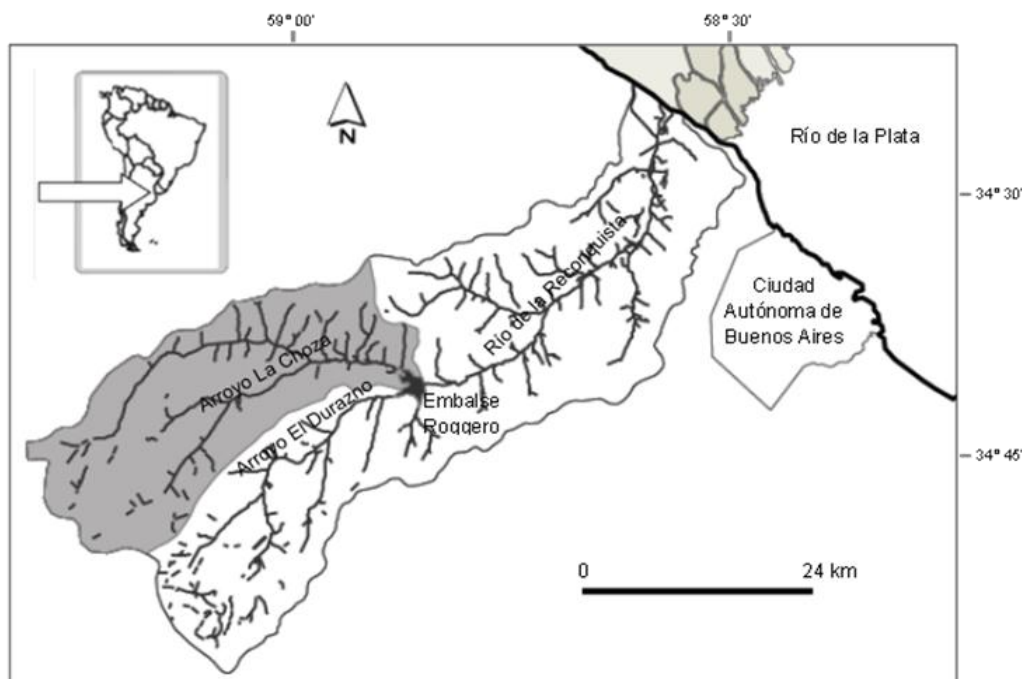 59° 00'
58° 30'
N
Río de la Plata
34° 30'
Río de la Reconquista
Ciudad
Autónoma de
Buenos Aires
Arroyo La Choza
Arroyo El Durazno
Embalse
Roggero
34° 45'
0
24 km